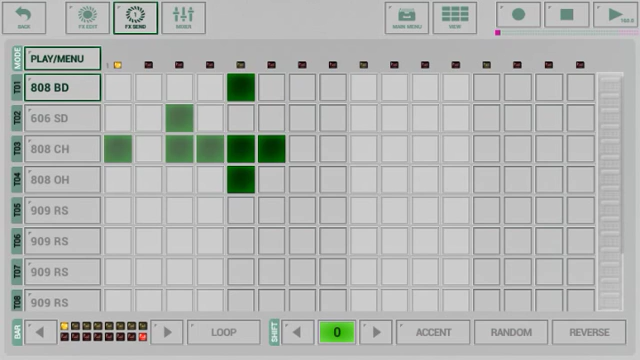 BACK
FX EDIT
FX SEND
MIXER
MAIN MENU
VIEW
MODE
PLAY/MENU
T01
808 BD
T02
606 SD
T03
808 CH
T04
808 OH
T05
909 RS
T06
909 RS
T07
909 RS
T08
909 RS
BAR
LOOP
SHIFT
0
ACCENT
RANDOM
REVERSE